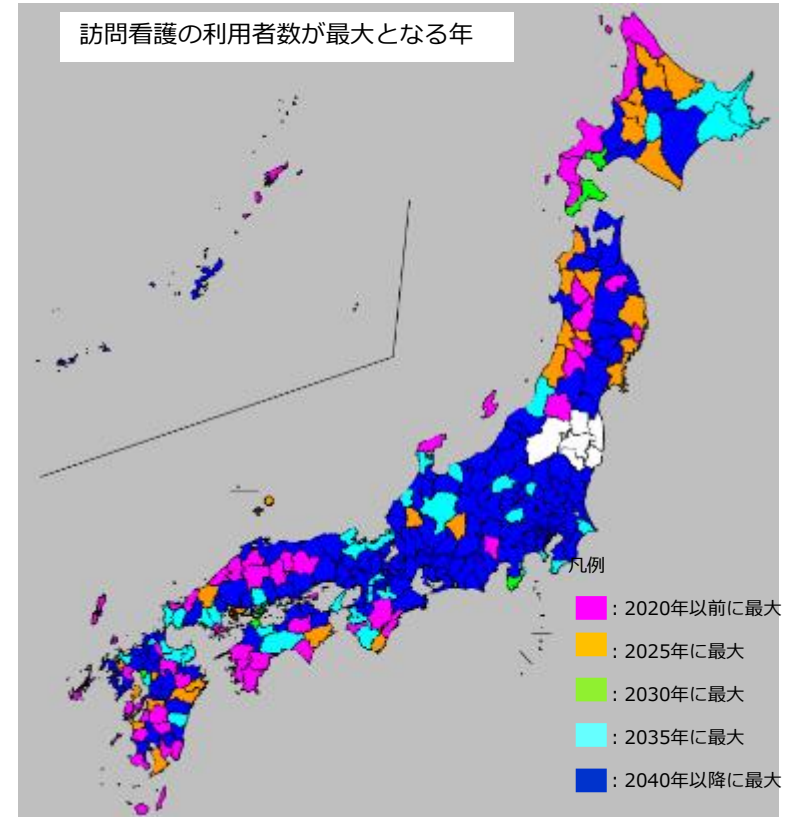 訪問看護の利用者数が最大となる年
凡例
：2020年以前に最大
：2025年に最大
：2030年に最大
：2035年に最大
：2040年以降に最大